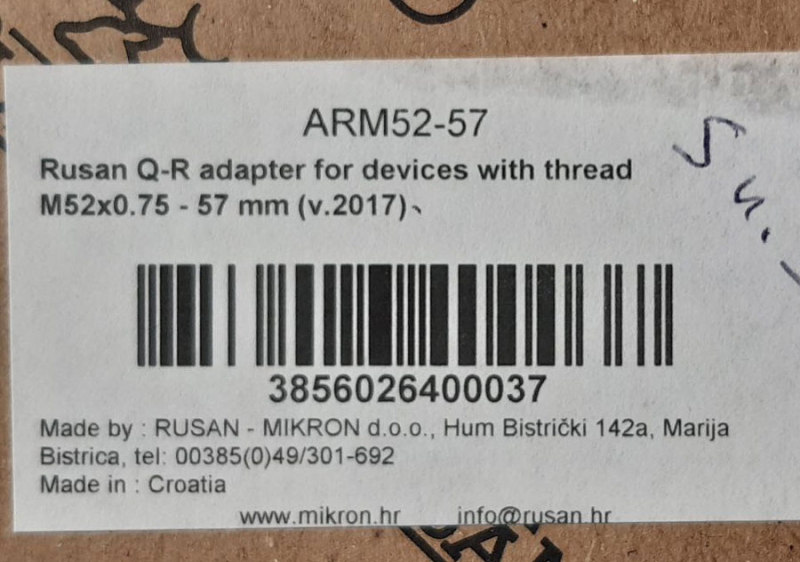 ARM52-57
Rusan Q-R adapter for devices with thread
M52x0.75 - 57 mm (v.2017)
3856026400037
Made by : RUSAN - MIKRON d.o.o., Hum Bistrički 142a, Marija
Bistrica, tel: 00385(0)49/301-692
Made in : Croatia
www.mikron.hr info@rusan.hr